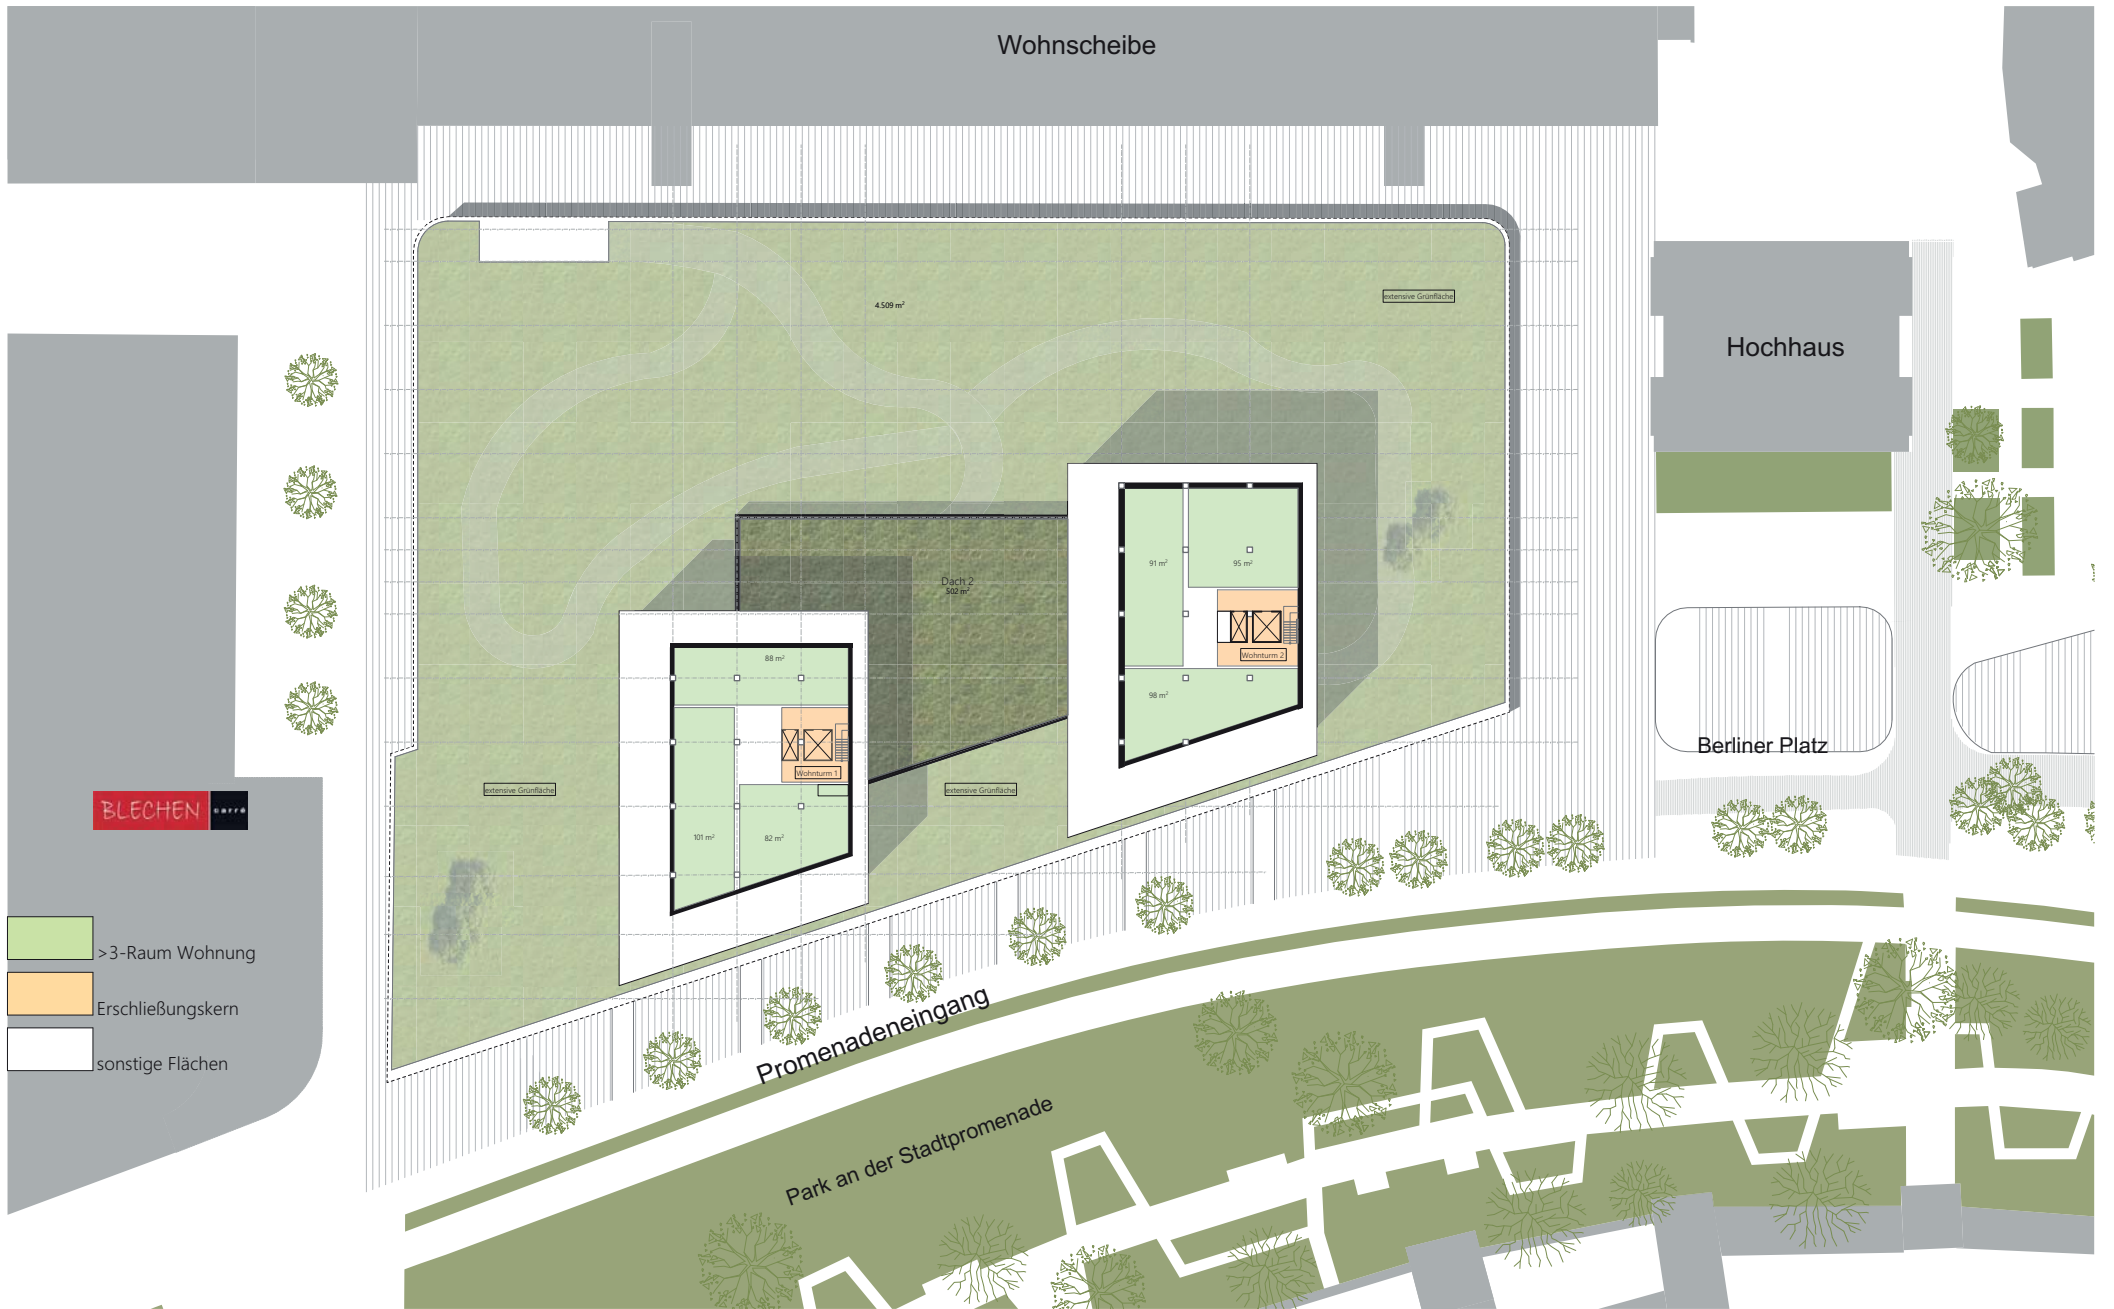 Wohnscheibe
4.509 m²
extensive Grünfläche
Hochhaus
Dach 2
502 m²
91 m²
95 m²
Wohnturm 2
98 m²
88 m²
Wohnturm 1
101 m²
82 m²
extensive Grünfläche
extensive Grünfläche
Berliner Platz
BLECHEN carré
>3-Raum Wohnung
Erschließungskern
sonstige Flächen
Promenadeneingang
Park an der Stadtpromenade